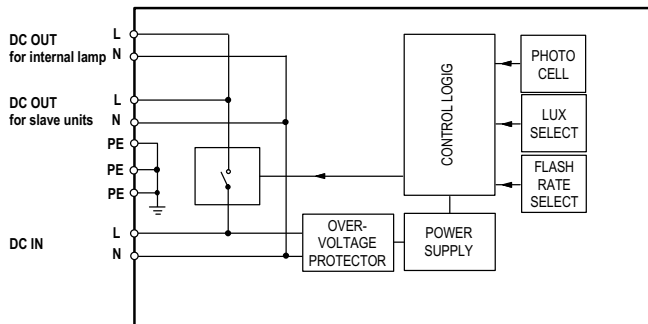 DC OUT
for internal lamp
L
N
DC OUT
for slave units
L
N
PE
PE
PE
DC IN
L
N
OVER-
VOLTAGE
PROTECTOR
POWER
SUPPLY
CONTROL LOGIG
PHOTO
CELL
LUX
SELECT
FLASH
RATE
SELECT